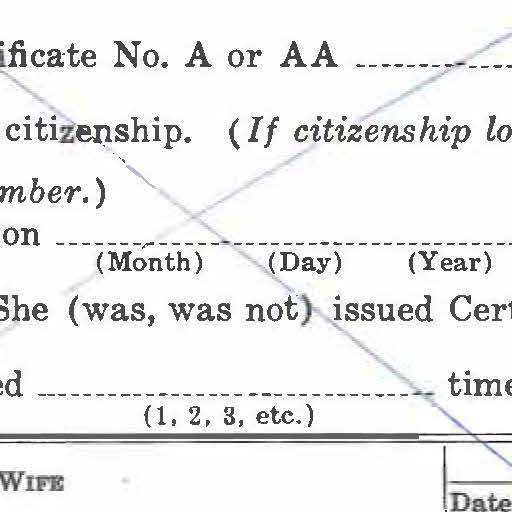 ificate No. A or AA
citizenship. (If citizenship lo
mber.)
on
(Month) (Day) (Year)
She (was, was not) issued Cert
ed time
(1, 2, 3, etc.)
WIFE
Date